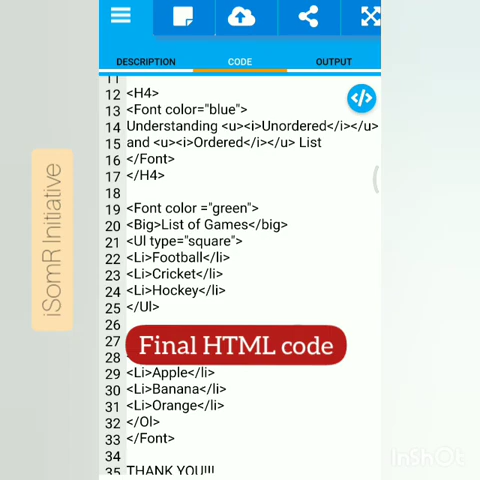 DESCRIPTION CODE OUTPUT
11
12 <H4>
13 <Font color="blue">
14 Understanding <u><i>Unordered</i></u>
15 and <u><i>Ordered</i></u> List
16 </Font>
17 </H4>
18
19 <Font color ="green">
20 <Big>List of Games</big>
21 <Ul type="square">
22 <Li>Football</li>
23 <Li>Cricket</li>
24 <Li>Hockey</li>
25 </Ul>
26
27
Final HTML code
28
29 <Li>Apple</li>
30 <Li>Banana</li>
31 <Li>Orange</li>
32 </Ol>
33 </Font>
34
35 THANK YOU!!!
iSomR Initiative
InShOt